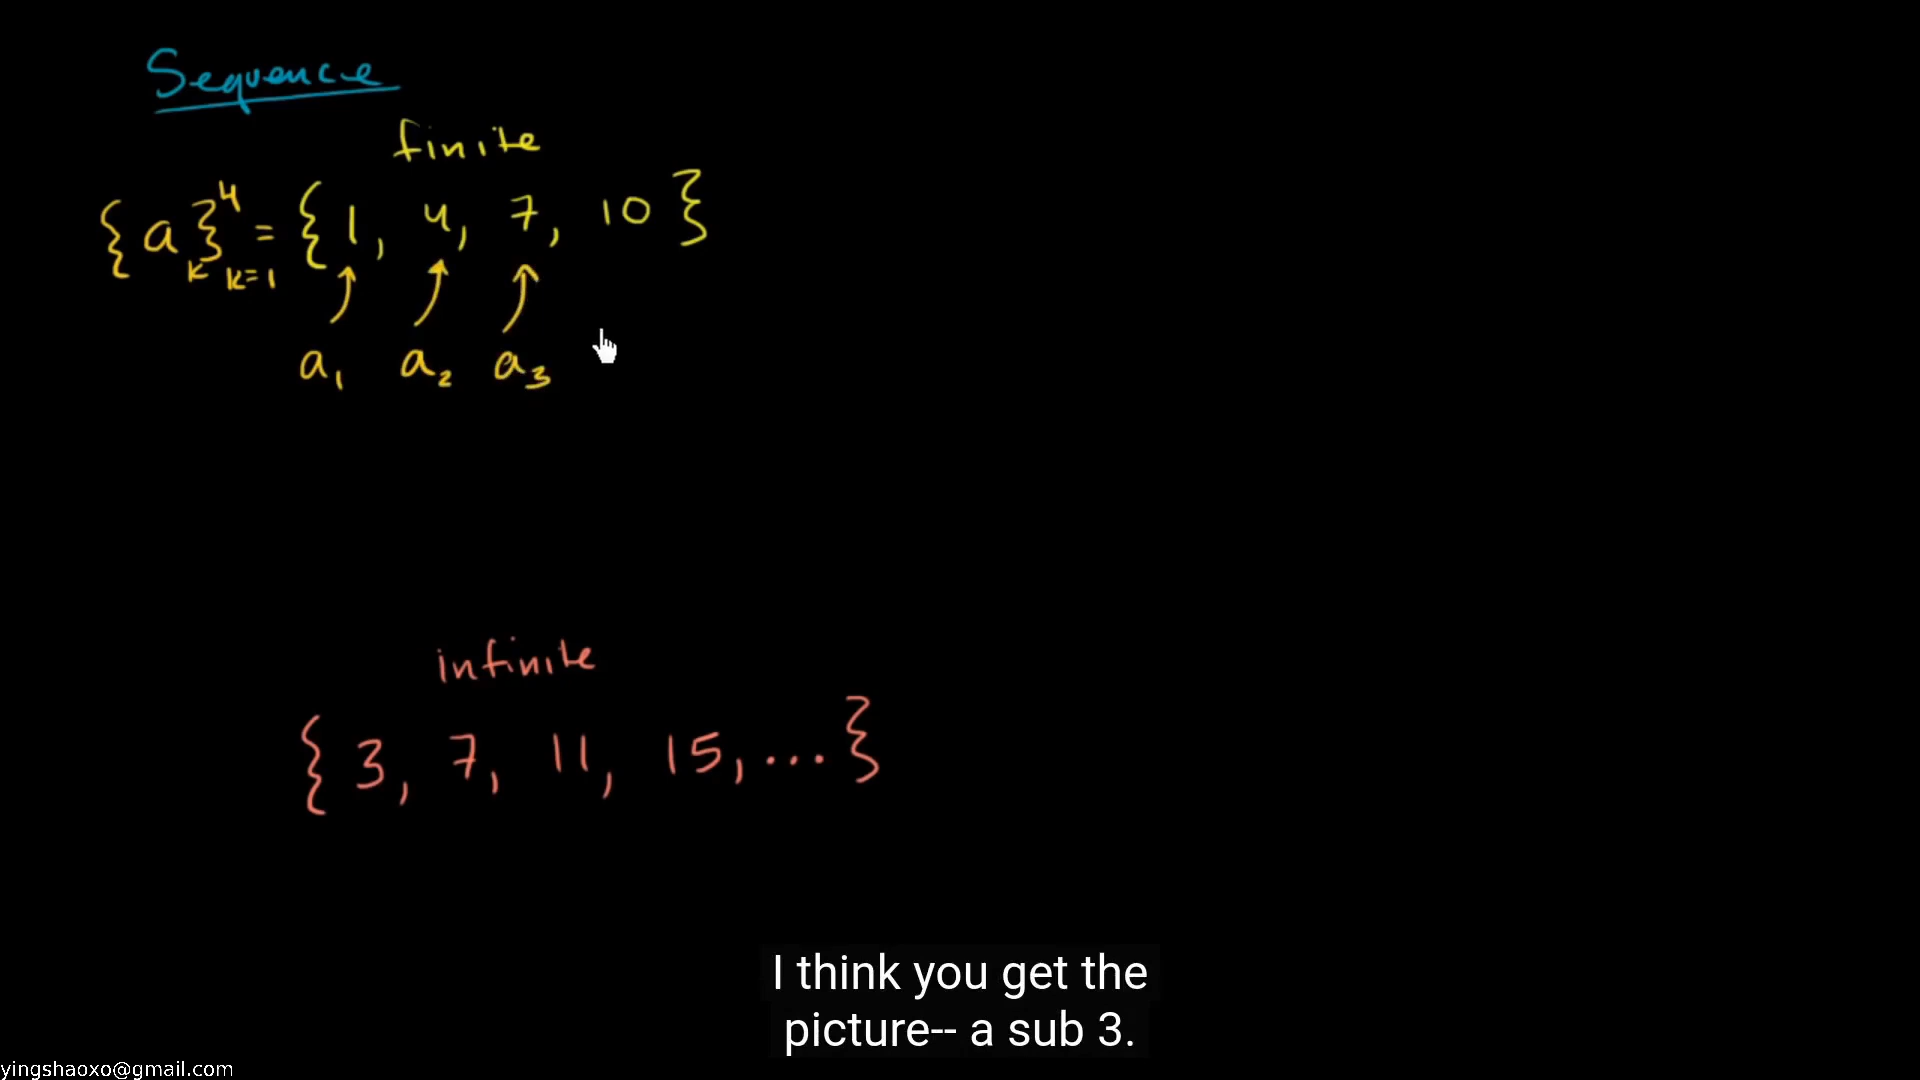 Sequence
finite
{a_k}_{k=1}^4 = {1, 4, 7, 10}
a_1 a_2 a_3
infinite
{3, 7, 11, 15, ...}
I think you get the
picture-- a sub 3.
yingshaoxo@gmail.com